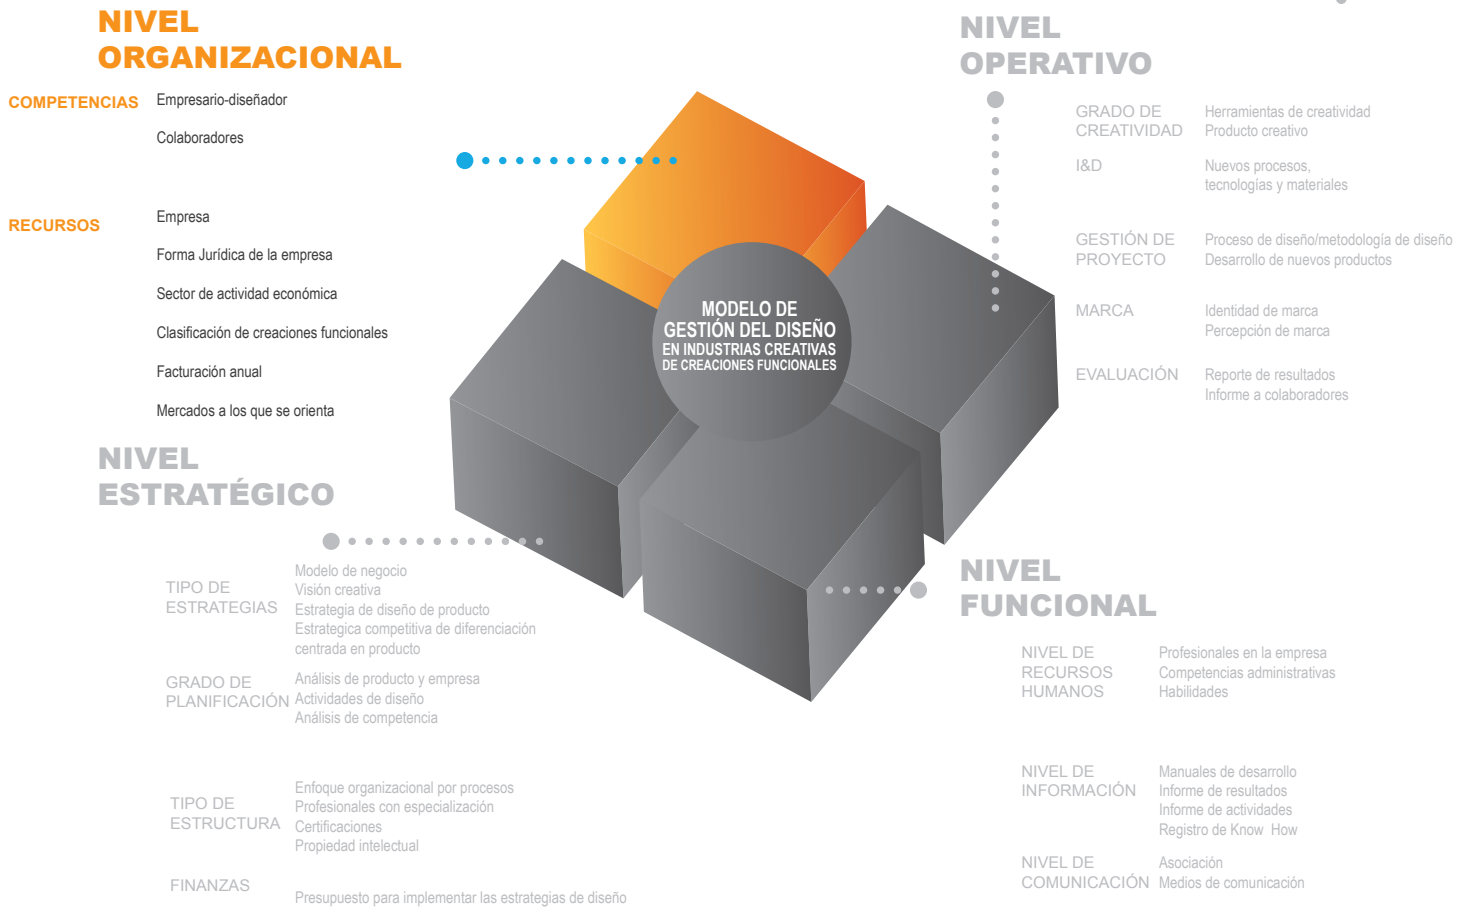 NIVEL
ORGANIZACIONAL
COMPETENCIAS
Empresario-diseñador
Colaboradores
RECURSOS
Empresa
Forma Jurídica de la empresa
Sector de actividad económica
Clasificación de creaciones funcionales
Facturación anual
Mercados a los que se orienta
NIVEL
OPERATIVO
GRADO DE
CREATIVIDAD
Herramientas de creatividad
Producto creativo
I&D
Nuevos procesos,
tecnologías y materiales
GESTIÓN DE
PROYECTO
Proceso de diseño/metodología de diseño
Desarrollo de nuevos productos
MARCA
Identidad de marca
Percepción de marca
EVALUACIÓN
Reporte de resultados
Informe a colaboradores
MODELO DE
GESTIÓN DEL DISEÑO
EN INDUSTRIAS CREATIVAS
DE CREACIONES FUNCIONALES
NIVEL
ESTRATÉGICO
TIPO DE
ESTRATEGIAS
Modelo de negocio
Visión creativa
Estrategia de diseño de producto
Estrategica competitiva de diferenciación
centrada en producto
GRADO DE
PLANIFICACIÓN
Análisis de producto y empresa
Actividades de diseño
Análisis de competencia
TIPO DE
ESTRUCTURA
Enfoque organizacional por procesos
Profesionales con especialización
Certificaciones
Propiedad intelectual
FINANZAS
Presupuesto para implementar las estrategias de diseño
NIVEL
FUNCIONAL
NIVEL DE
RECURSOS
HUMANOS
Profesionales en la empresa
Competencias administrativas
Habilidades
NIVEL DE
INFORMACIÓN
Manuales de desarrollo
Informe de resultados
Informe de actividades
Registro de Know How
NIVEL DE
COMUNICACIÓN
Asociación
Medios de comunicación